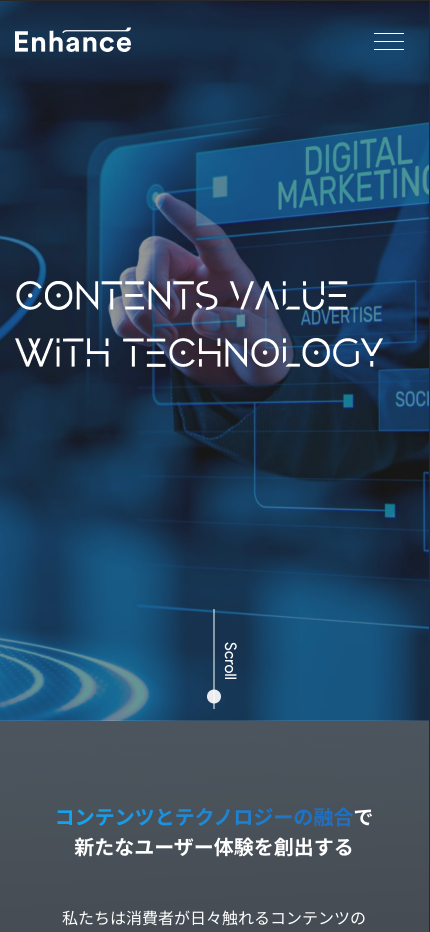 Enhance
DIGITAL
MARKETING
CONTENTS VALUE
ADVERTISE
WiTH TECHNOLOGY
SOCI
Scroll
コンテンツとテクノロジーの融合で
新たなユーザー体験を創出する
私たちは消費者が日々触れるコンテンツの